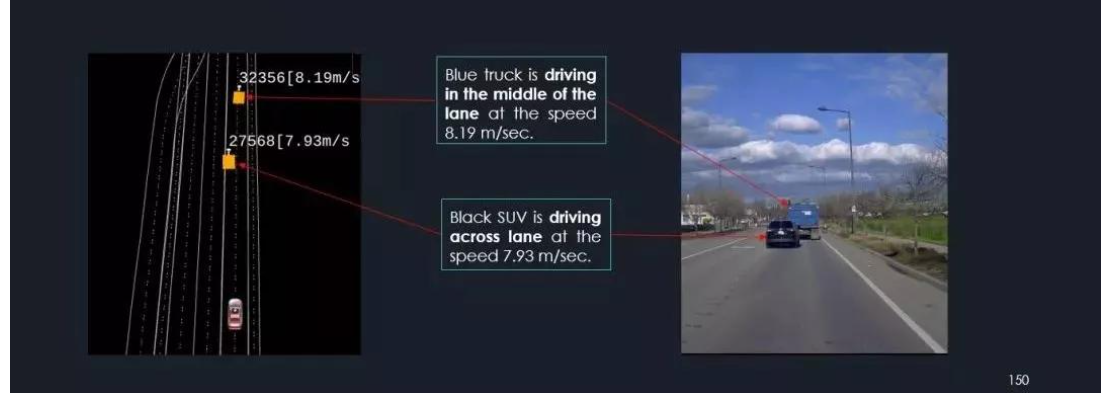 32356[8.19m/s
27568[7.93m/s
Blue truck is driving
in the middle of the
lane at the speed
8.19 m/sec.
Black SUV is driving
across lane at the
speed 7.93 m/sec.
150